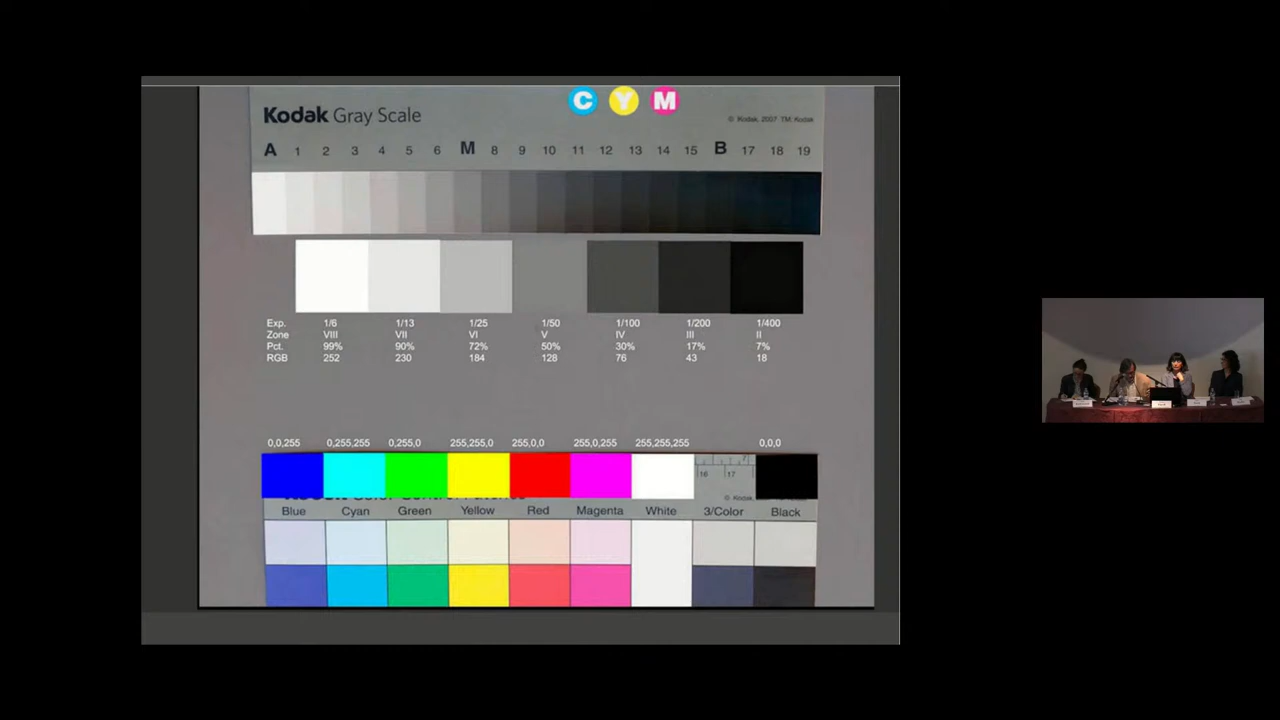 C Y M
Kodak Gray Scale
© Kodak, 2007 TM: Kodak
A 1 2 3 4 5 6 M 8 9 10 11 12 13 14 15 B 17 18 19
Exp. 1/6 1/13 1/25 1/50 1/100 1/200 1/400
Zone VIII VII VI V IV III II
Pct. 99% 90% 72% 50% 30% 17% 7%
RGB 252 230 184 128 76 43 18
0,0,255 0,255,255 0,255,0 255,255,0 255,0,0 255,0,255 255,255,255 0,0,0
16 17
© Kodak,
Blue Cyan Green Yellow Red Magenta White 3/Color Black